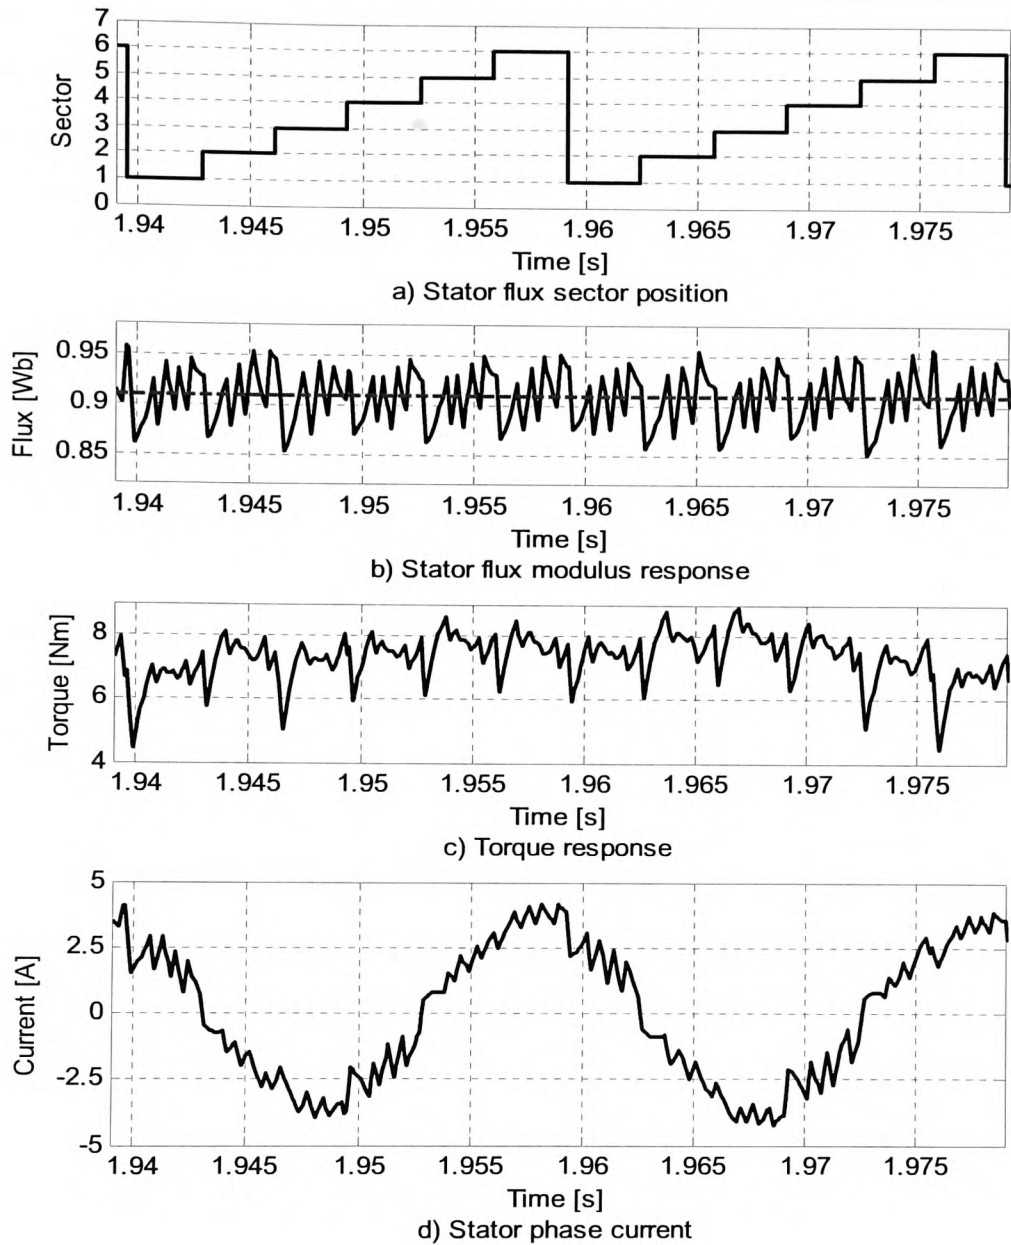 7
6
5
4
3
2
1
0
Sector
1.94 1.945 1.95 1.955 1.96 1.965 1.97 1.975
Time [s]
a) Stator flux sector position
0.95
0.9
0.85
Flux [Wb]
1.94 1.945 1.95 1.955 1.96 1.965 1.97 1.975
Time [s]
b) Stator flux modulus response
8
6
4
Torque [Nm]
1.94 1.945 1.95 1.955 1.96 1.965 1.97 1.975
Time [s]
c) Torque response
5
2.5
0
-2.5
-5
Current [A]
1.94 1.945 1.95 1.955 1.96 1.965 1.97 1.975
Time [s]
d) Stator phase current